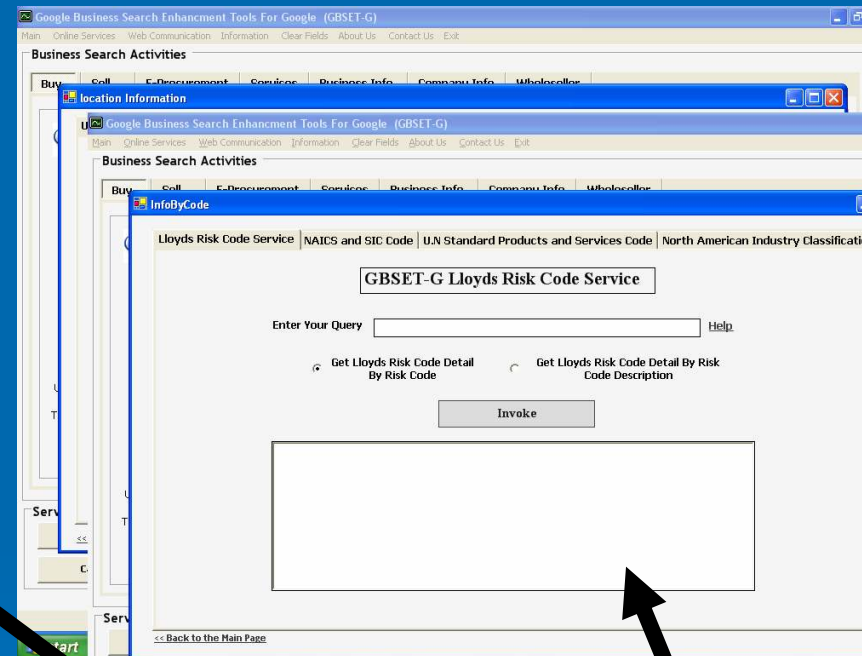 Google Business Search Enhancment Tools For Google (GBSET-G)
Main Online Services Web Communication Information Clear Fields About Us Contact Us Exit
Business Search Activities
Buy Sell E-Procurement Services Business Info Company Info Wholeseller
location Information
U
Google Business Search Enhancment Tools For Google (GBSET-G)
Main Online Services Web Communication Information Clear Fields About Us Contact Us Exit
Business Search Activities
Buy Sell E-Procurement Services Business Info Company Info Wholeseller
InfoByCode
Lloyds Risk Code Service NAICS and SIC Code U.N Standard Products and Services Code North American Industry Classificati
GBSET-G Lloyds Risk Code Service
Enter Your Query Help
Get Lloyds Risk Code Detail By Risk Code
Get Lloyds Risk Code Detail By Risk Code Description
Invoke
U
T
U
T
Serv
<<
C
Serv
<< Back to the Main Page
tart